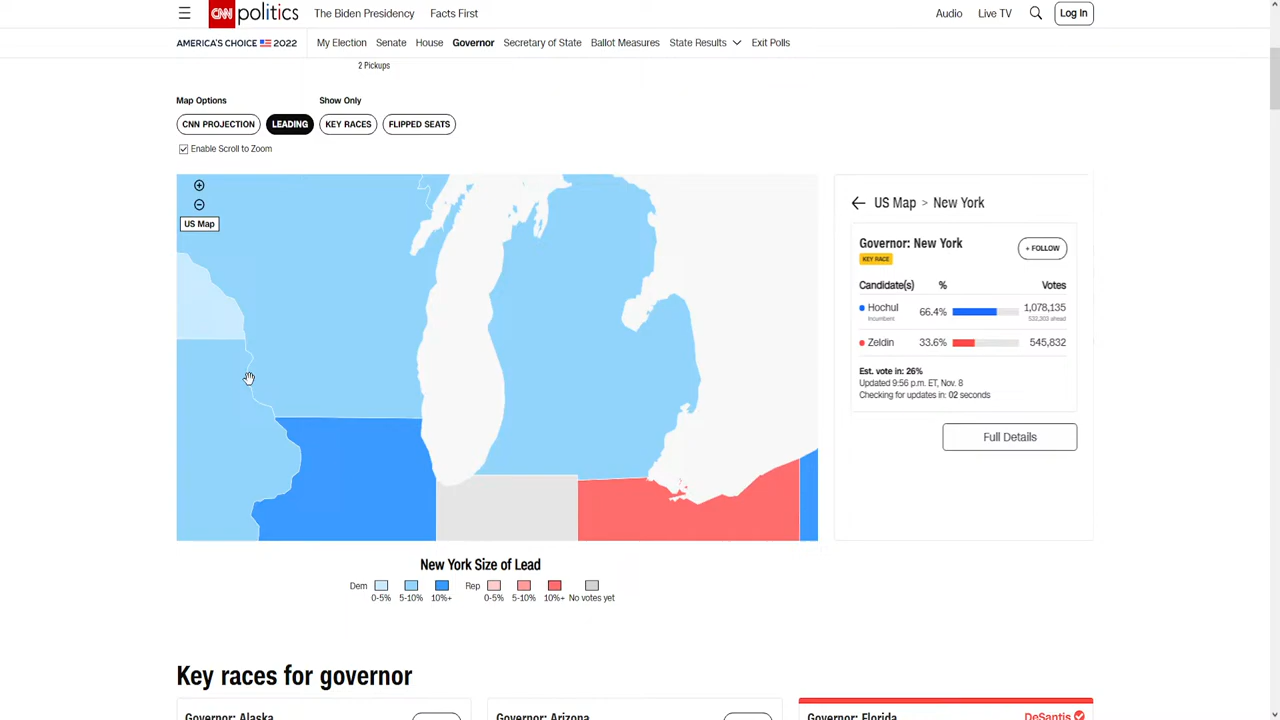 CNN politics The Biden Presidency Facts First Audio Live TV Log In
AMERICA'S CHOICE 2022 My Election Senate House Governor Secretary of State Ballot Measures State Results Exit Polls
2 Pickups
Map Options Show Only
CNN PROJECTION LEADING KEY RACES FLIPPED SEATS
Enable Scroll to Zoom
US Map
US Map > New York
Governor: New York
+ FOLLOW
KEY RACE
Candidate(s) % Votes
Hochul 66.4% 1,078,135
Incumbent 532,303 ahead
Zeldin 33.6% 545,832
Est. vote in: 26%
Updated 9:56 p.m. ET, Nov. 8
Checking for updates in: 02 seconds
Full Details
New York Size of Lead
Dem Rep
0-5% 5-10% 10%+ 0-5% 5-10% 10%+ No votes yet
Key races for governor
Governor: Alaska Governor: Arizona Governor: Florida DeSantis